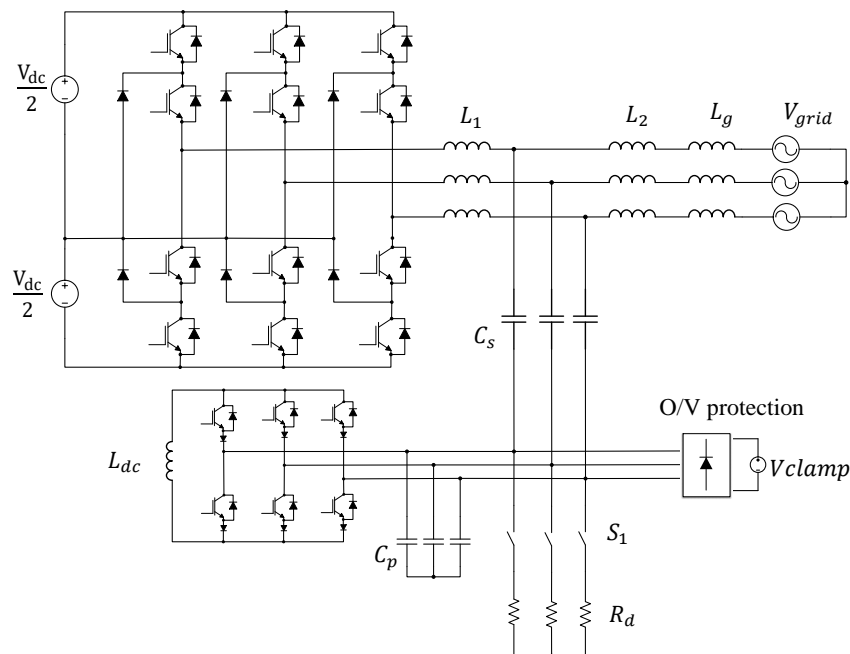 V_dc/2
L_1
L_2
L_g
V_grid
V_dc/2
C_s
O/V protection
L_dc
Vclamp
C_p
S_1
R_d